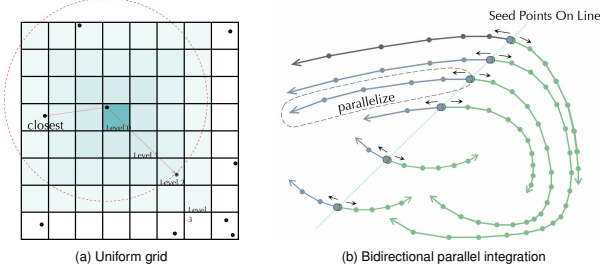 Seed Points On Line
closest
Level 0
Level 1
Level 2
Level
3
parallelize
(a) Uniform grid
(b) Bidirectional parallel integration